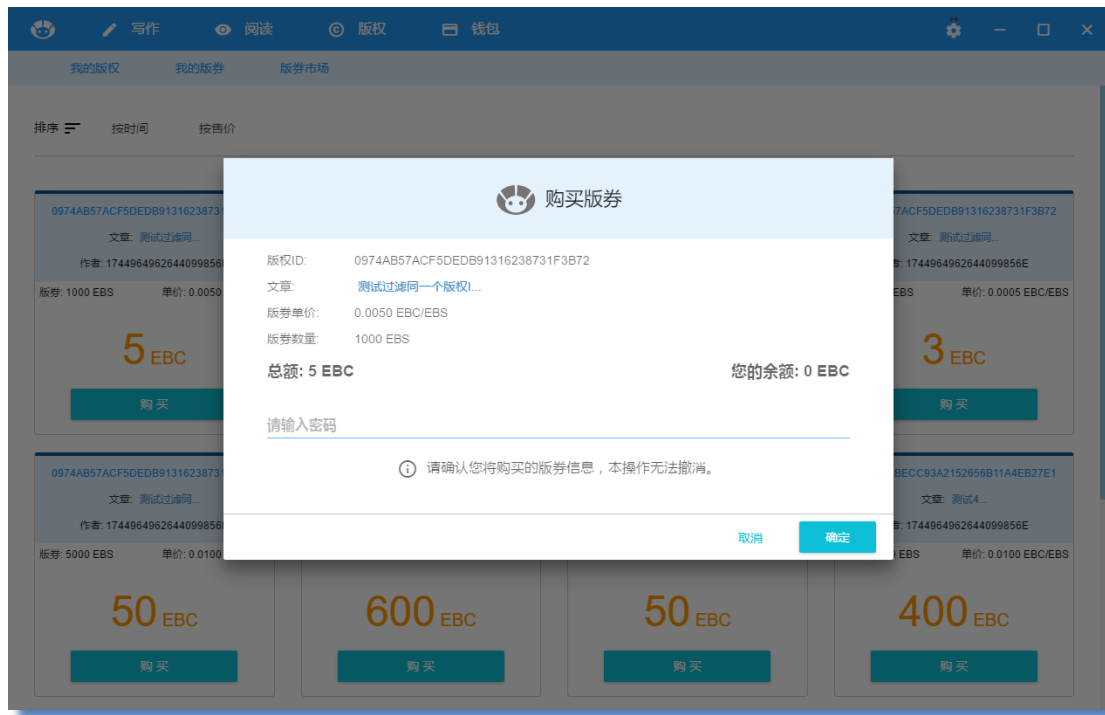 写作 阅读 版权 钱包
我的版权 我的版券 版券市场
排序 按时间 按售价
购买版券
0974AB57ACF5DEDB91316238731
文章: 测试过滤同...
作者: 1744964962644099856
版券: 1000 EBS 单价: 0.0050
5 EBC
购买
版权ID: 0974AB57ACF5DEDB91316238731F3B72
文章: 测试过滤同一个版权I...
版券单价: 0.0050 EBC/EBS
版券数量: 1000 EBS
总额: 5 EBC 您的余额: 0 EBC
请输入密码
请确认您将购买的版券信息，本操作无法撤消。
取消 确定
7ACF5DEDB91316238731F3B72
文章: 测试过滤同...
: 1744964962644099856E
EBS 单价: 0.0005 EBC/EBS
3 EBC
购买
0974AB57ACF5DEDB91316238731
文章: 测试过滤同...
作者: 1744964962644099856
版券: 5000 EBS 单价: 0.0100
50 EBC
购买
600 EBC
购买
50 EBC
购买
BECC93A2152656B11A4EB27E1
文章: 测试4...
: 1744964962644099856E
EBS 单价: 0.0100 EBC/EBS
400 EBC
购买